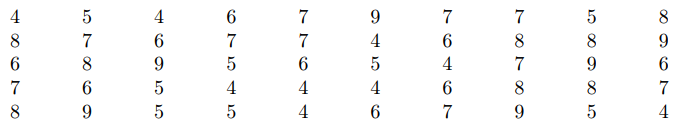 4 5 4 6 7 9 7 7 5 8
8 7 6 7 7 4 6 8 8 9
6 8 9 5 6 5 4 7 9 6
7 6 5 4 4 4 6 8 8 7
8 9 5 5 4 6 7 9 5 4